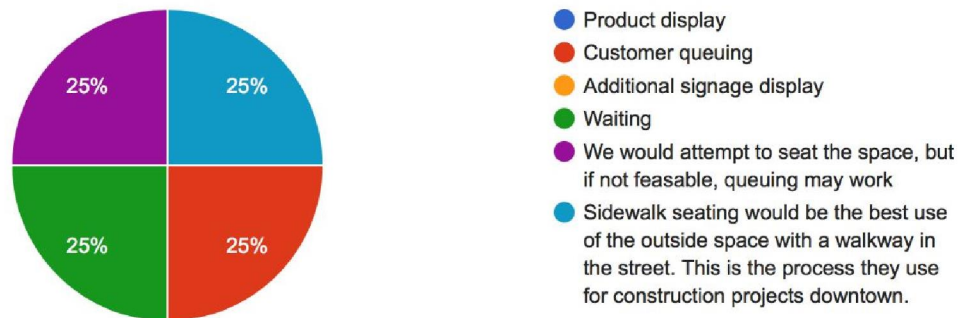 Product display
Customer queuing
Additional signage display
Waiting
We would attempt to seat the space, but
if not feasable, queuing may work
Sidewalk seating would be the best use
of the outside space with a walkway in
the street. This is the process they use
for construction projects downtown.
25%
25%
25%
25%